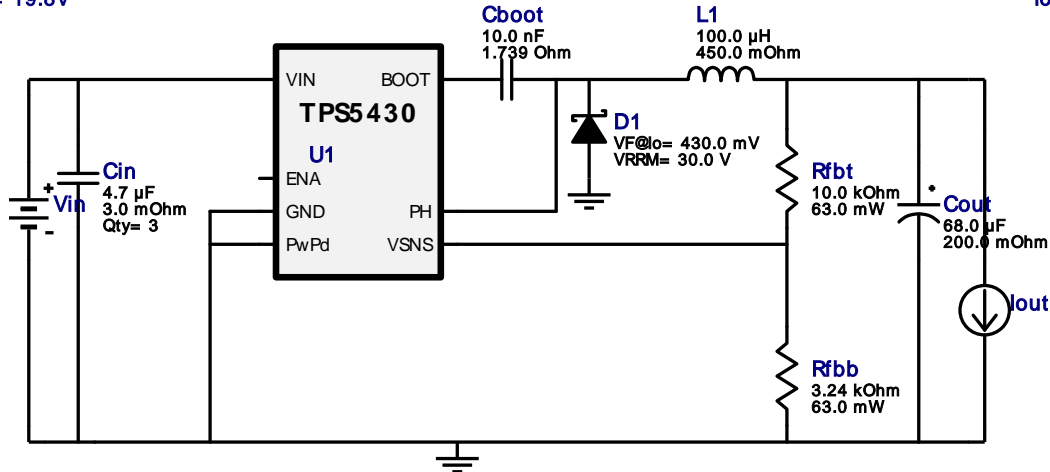 19.8V
Io
Cboot
10.0 nF
1.739 Ohm
L1
100.0 µH
450.0 mOhm
VIN
BOOT
TPS5430
U1
ENA
GND
PH
PwPd
VSNS
D1
VF@Io= 430.0 mV
VRRM= 30.0 V
Cin
4.7 µF
3.0 mOhm
Qty= 3
+
Vin
-
Rfbt
10.0 kOhm
63.0 mW
Cout
68.0 µF
200.0 mOhm
Iout
Rfbb
3.24 kOhm
63.0 mW